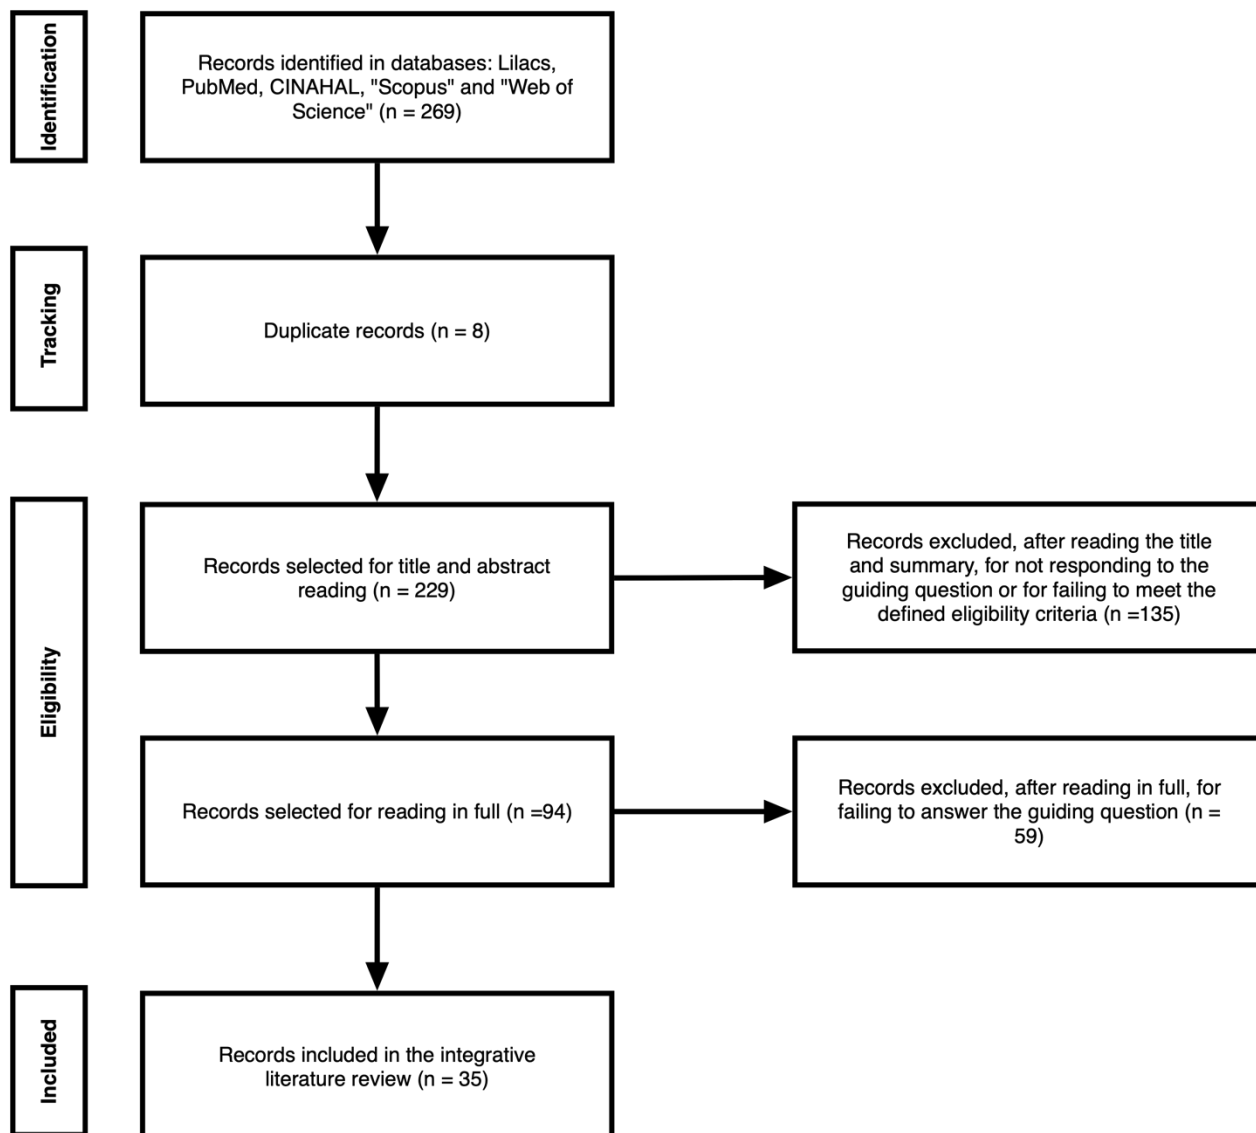 Identification
Records identified in databases: Lilacs,
PubMed, CINAHAL, "Scopus" and "Web of
Science" (n = 269)
Tracking
Duplicate records (n = 8)
Eligibility
Records selected for title and abstract
reading (n = 229)
Records excluded, after reading the title
and summary, for not responding to the
guiding question or for failing to meet the
defined eligibility criteria (n =135)
Records selected for reading in full (n =94)
Records excluded, after reading in full, for
failing to answer the guiding question (n =
59)
Included
Records included in the integrative
literature review (n = 35)